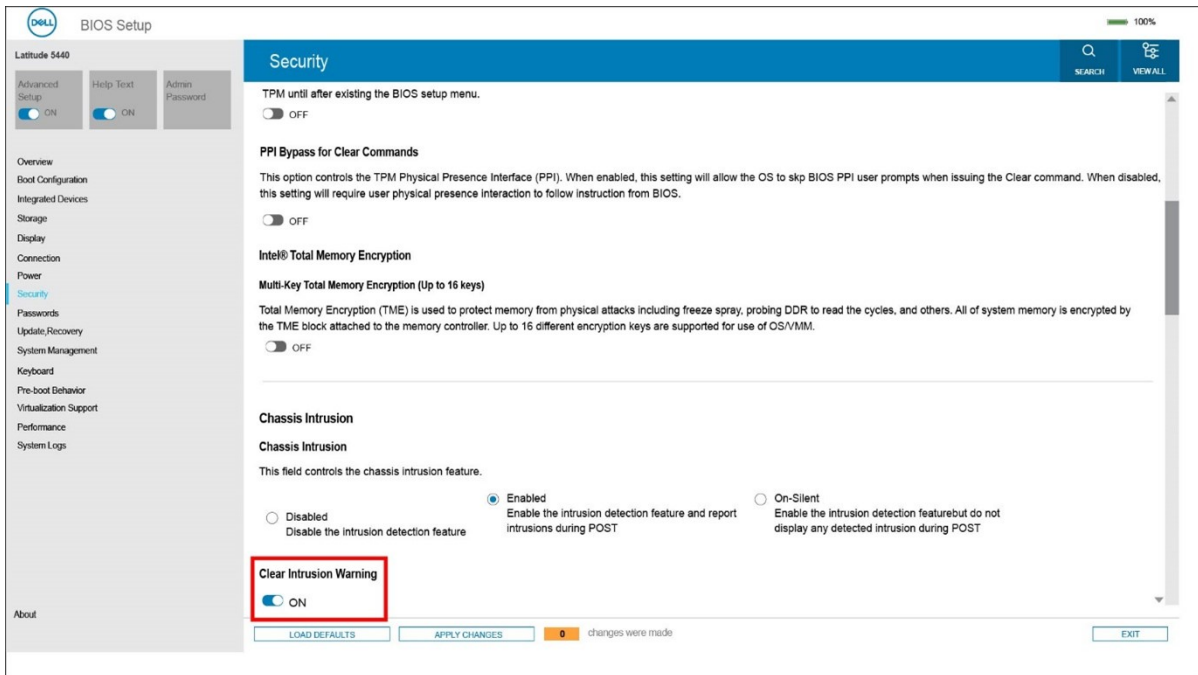 DELL
BIOS Setup
100%
Latitude 5440
Advanced Setup
ON
Help Text
ON
Admin Password
Overview
Boot Configuration
Integrated Devices
Storage
Display
Connection
Power
Security
Passwords
Update,Recovery
System Management
Keyboard
Pre-boot Behavior
Virtualization Support
Performance
System Logs
About
Security
SEARCH
VIEW ALL
TPM until after existing the BIOS setup menu.
OFF
PPI Bypass for Clear Commands
This option controls the TPM Physical Presence Interface (PPI). When enabled, this setting will allow the OS to skp BIOS PPI user prompts when issuing the Clear command. When disabled,
this setting will require user physical presence interaction to follow instruction from BIOS.
OFF
Intel® Total Memory Encryption
Multi-Key Total Memory Encryption (Up to 16 keys)
Total Memory Encryption (TME) is used to protect memory from physical attacks including freeze spray, probing DDR to read the cycles, and others. All of system memory is encrypted by
the TME block attached to the memory controller. Up to 16 different encryption keys are supported for use of OS/VMM.
OFF
Chassis Intrusion
Chassis Intrusion
This field controls the chassis intrusion feature.
Disabled
Disable the intrusion detection feature
Enabled
Enable the intrusion detection feature and report
intrusions during POST
On-Silent
Enable the intrusion detection featurebut do not
display any detected intrusion during POST
Clear Intrusion Warning
ON
LOAD DEFAULTS
APPLY CHANGES
0 changes were made
EXIT